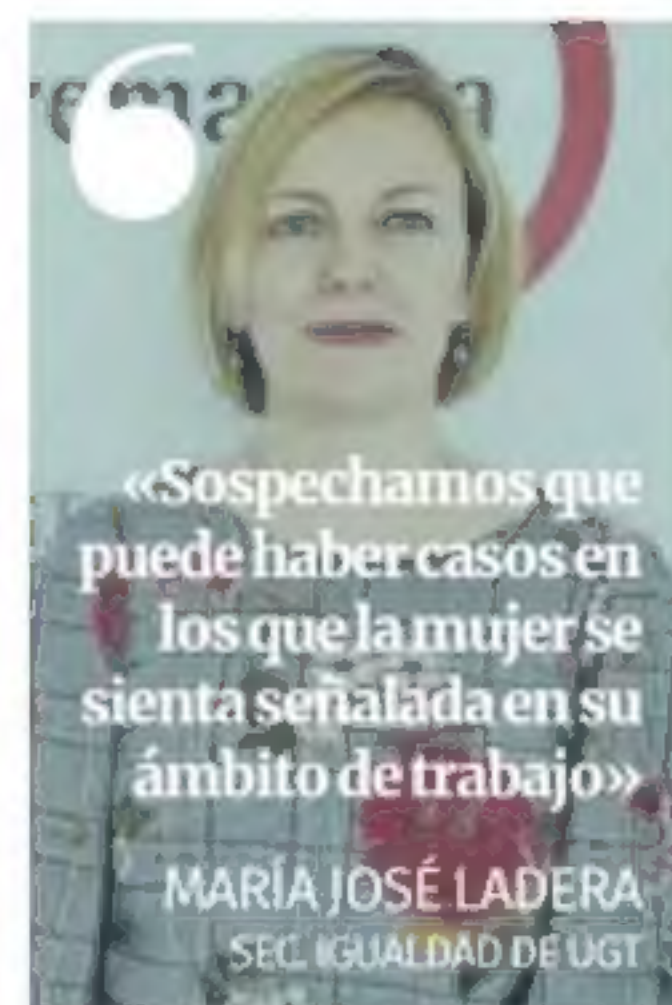 «Sospechamos que
puede haber casos en
los que la mujer se
sienta señalada en su
ámbito de trabajo»
MARÍA JOSÉ LADERA
SEC. IGUALDAD DE UGT